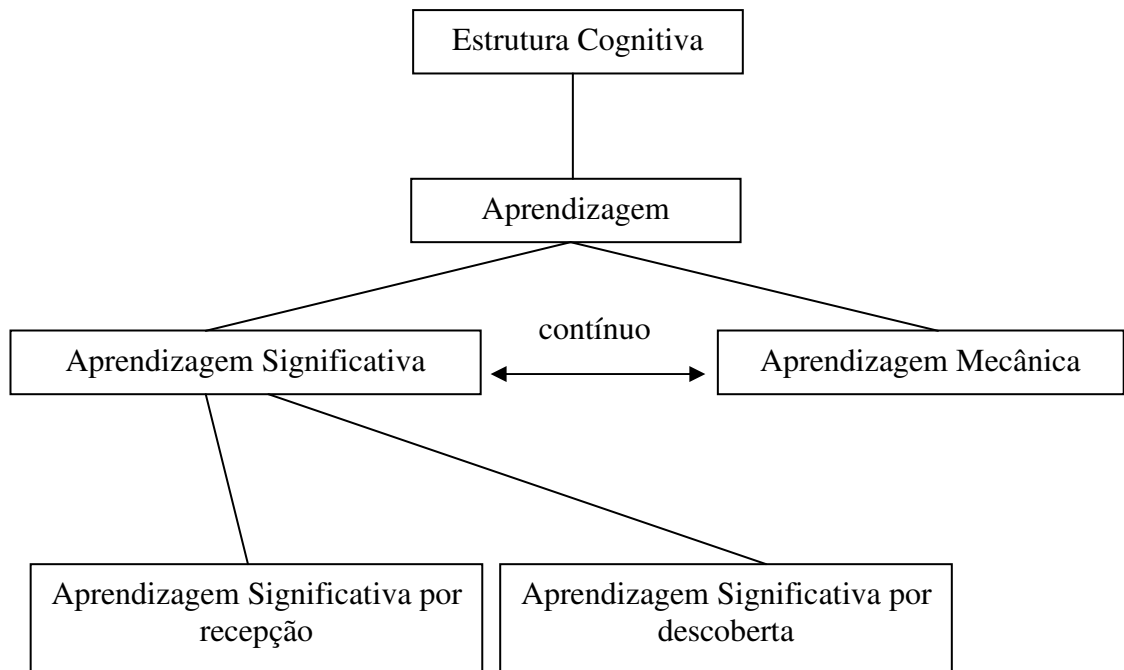 Estrutura Cognitiva
Aprendizagem
contínuo
Aprendizagem Significativa
Aprendizagem Mecânica
Aprendizagem Significativa por
recepção
Aprendizagem Significativa por
descoberta